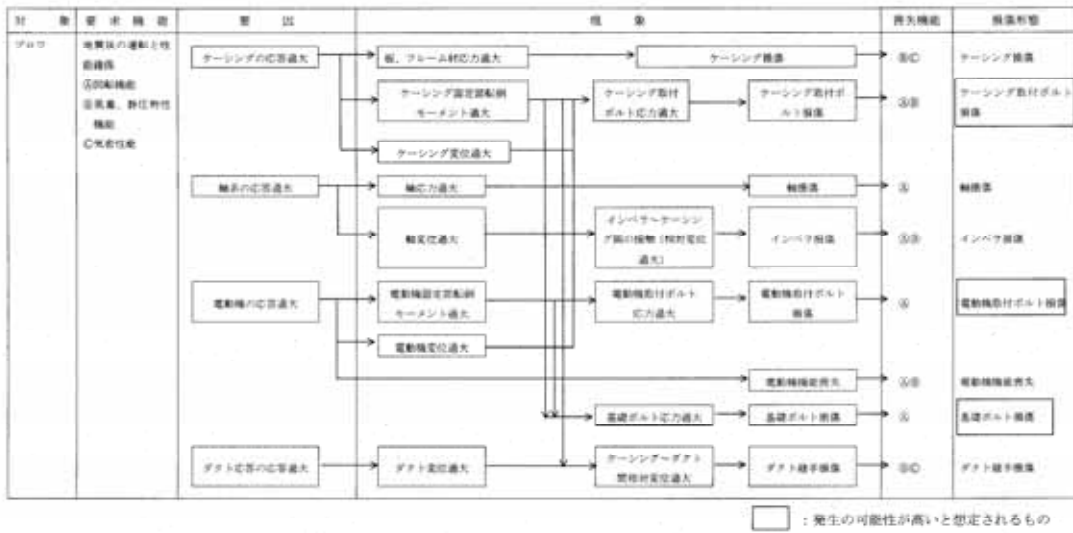 対象 要求機能 要因 現象 喪失機能 損傷形態
ブロワ
地震後の運転と性
能確保
Ⓐ回転機能
Ⓑ風量、静圧特性
機能
Ⓒ気密性能
ケーシングの応答過大
板、フレーム材応力過大
ケーシング損傷
ⒷⒸ
ケーシング損傷
ケーシング固定部転倒
モーメント過大
ケーシング取付
ボルト応力過大
ケーシング取付ボ
ルト損傷
ⒶⒷ
ケーシング取付ボルト
損傷
ケーシング変位過大
軸系の応答過大
軸応力過大
軸損傷
Ⓐ
軸損傷
軸変位過大
インペラ~ケーシン
グ間の接触(相対変位
過大)
インペラ損傷
ⒶⒷ
インペラ損傷
電動機の応答過大
電動機固定部転倒
モーメント過大
電動機取付ボルト
応力過大
電動機取付ボルト
損傷
Ⓐ
電動機取付ボルト損傷
電動機変位過大
電動機機能喪失
ⒶⒷ
電動機機能喪失
基礎ボルト応力過大
基礎ボルト損傷
Ⓐ
基礎ボルト損傷
ダクト応答の応答過大
ダクト変位過大
ケーシング~ダクト
間相対変位過大
ダクト継手損傷
ⒷⒸ
ダクト継手損傷
:発生の可能性が高いと想定されるもの